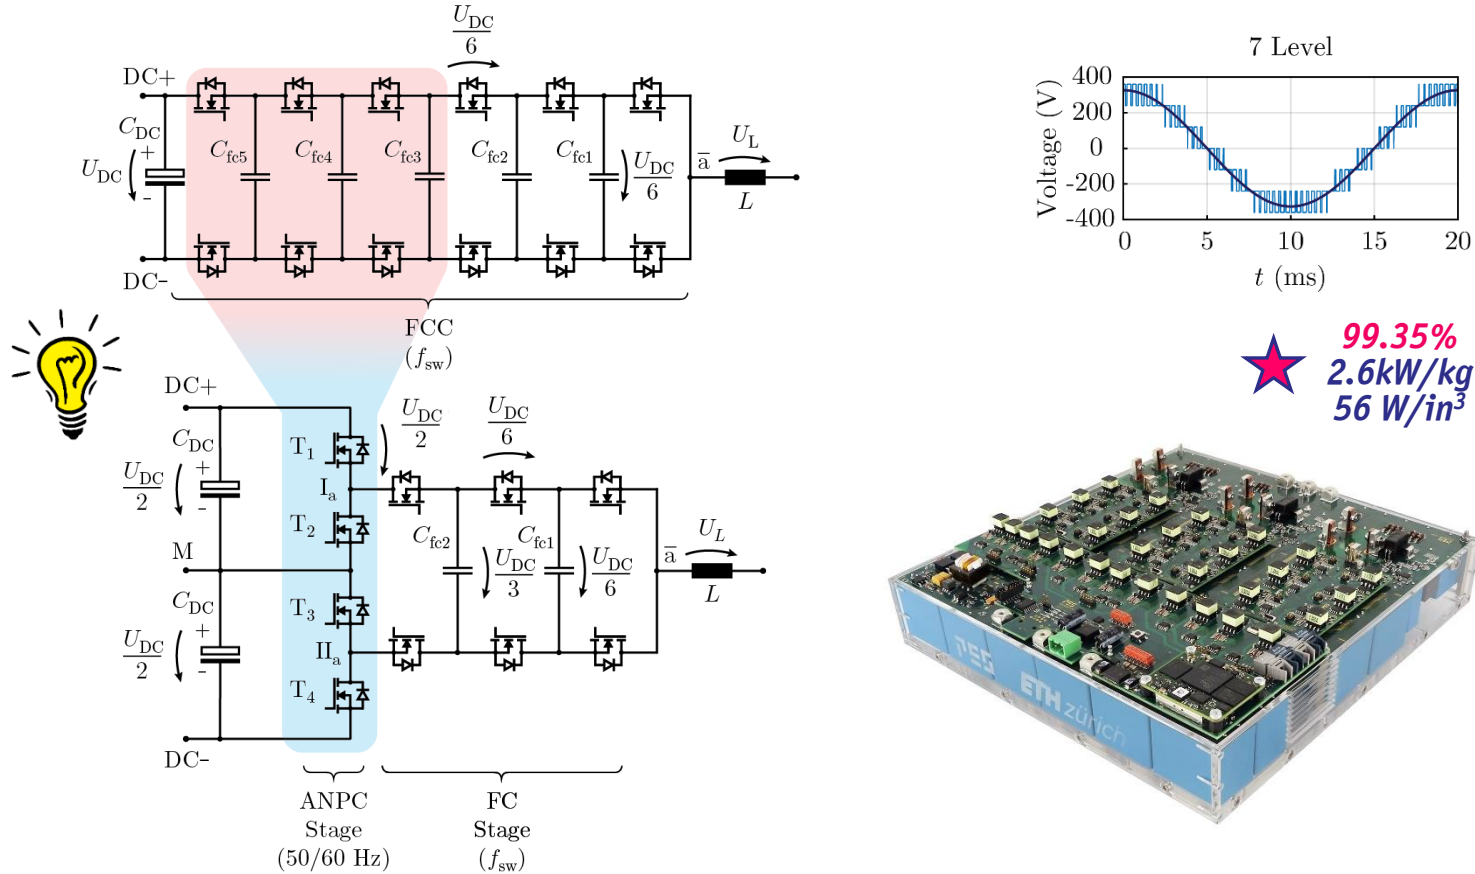 U_DC/6
DC+
C_DC
+
U_DC
-
C_fc5
C_fc4
C_fc3
C_fc2
C_fc1
U_DC/6
a̅
U_L
L
DC-
FCC
(f_sw)
DC+
C_DC
+
U_DC/2
-
T_1
I_a
T_2
M
C_DC
+
U_DC/2
-
T_3
II_a
T_4
DC-
U_DC/2
U_DC/6
C_fc2
U_DC/3
C_fc1
U_DC/6
a̅
U_L
L
ANPC
Stage
(50/60 Hz)
FC
Stage
(f_sw)
7 Level
Voltage (V)
400
200
0
-200
-400
0 5 10 15 20
t (ms)
99.35%
2.6kW/kg
56 W/in³
PES
ETH zürich